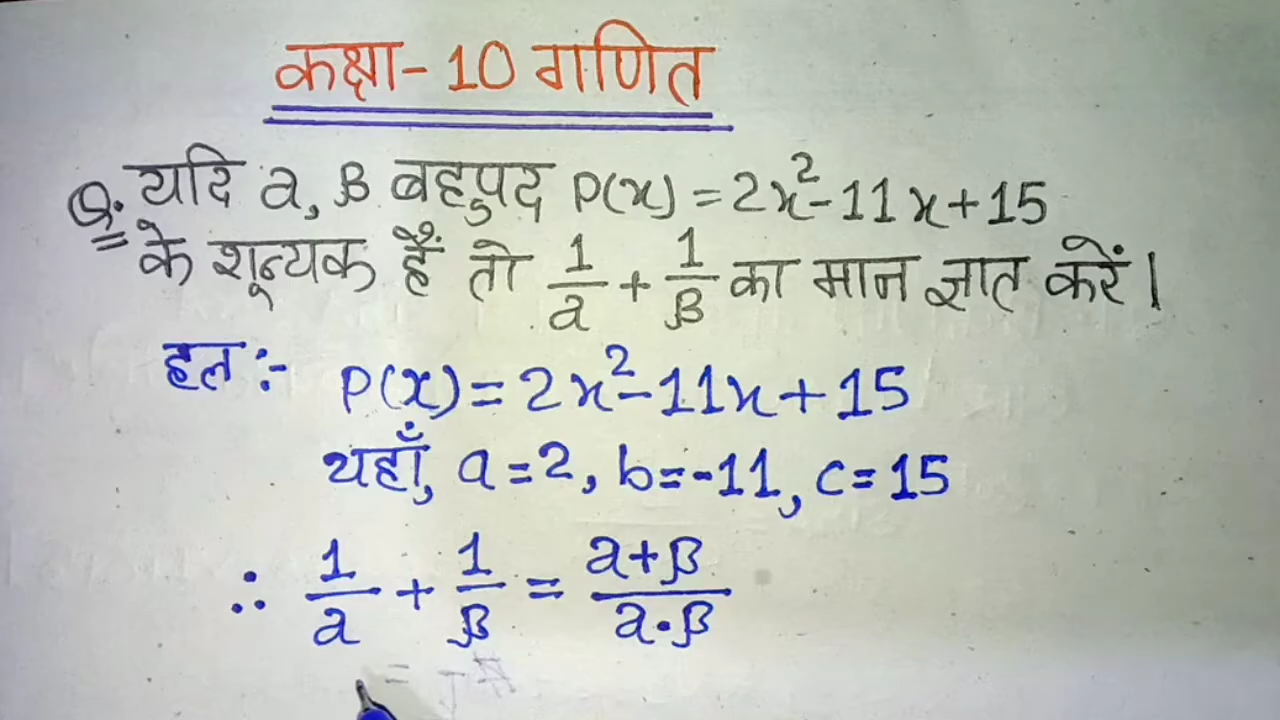 कक्षा - 10 गणित
Q. यदि a, β बहुपद P(x) = 2x² - 11x + 15
के शून्यक हैं तो 1/a + 1/β का मान ज्ञात करें।
हल :- P(x) = 2x² - 11x + 15
यहाँ, a = 2, b = -11, c = 15
∴ 1/a + 1/β = a+β/a·β